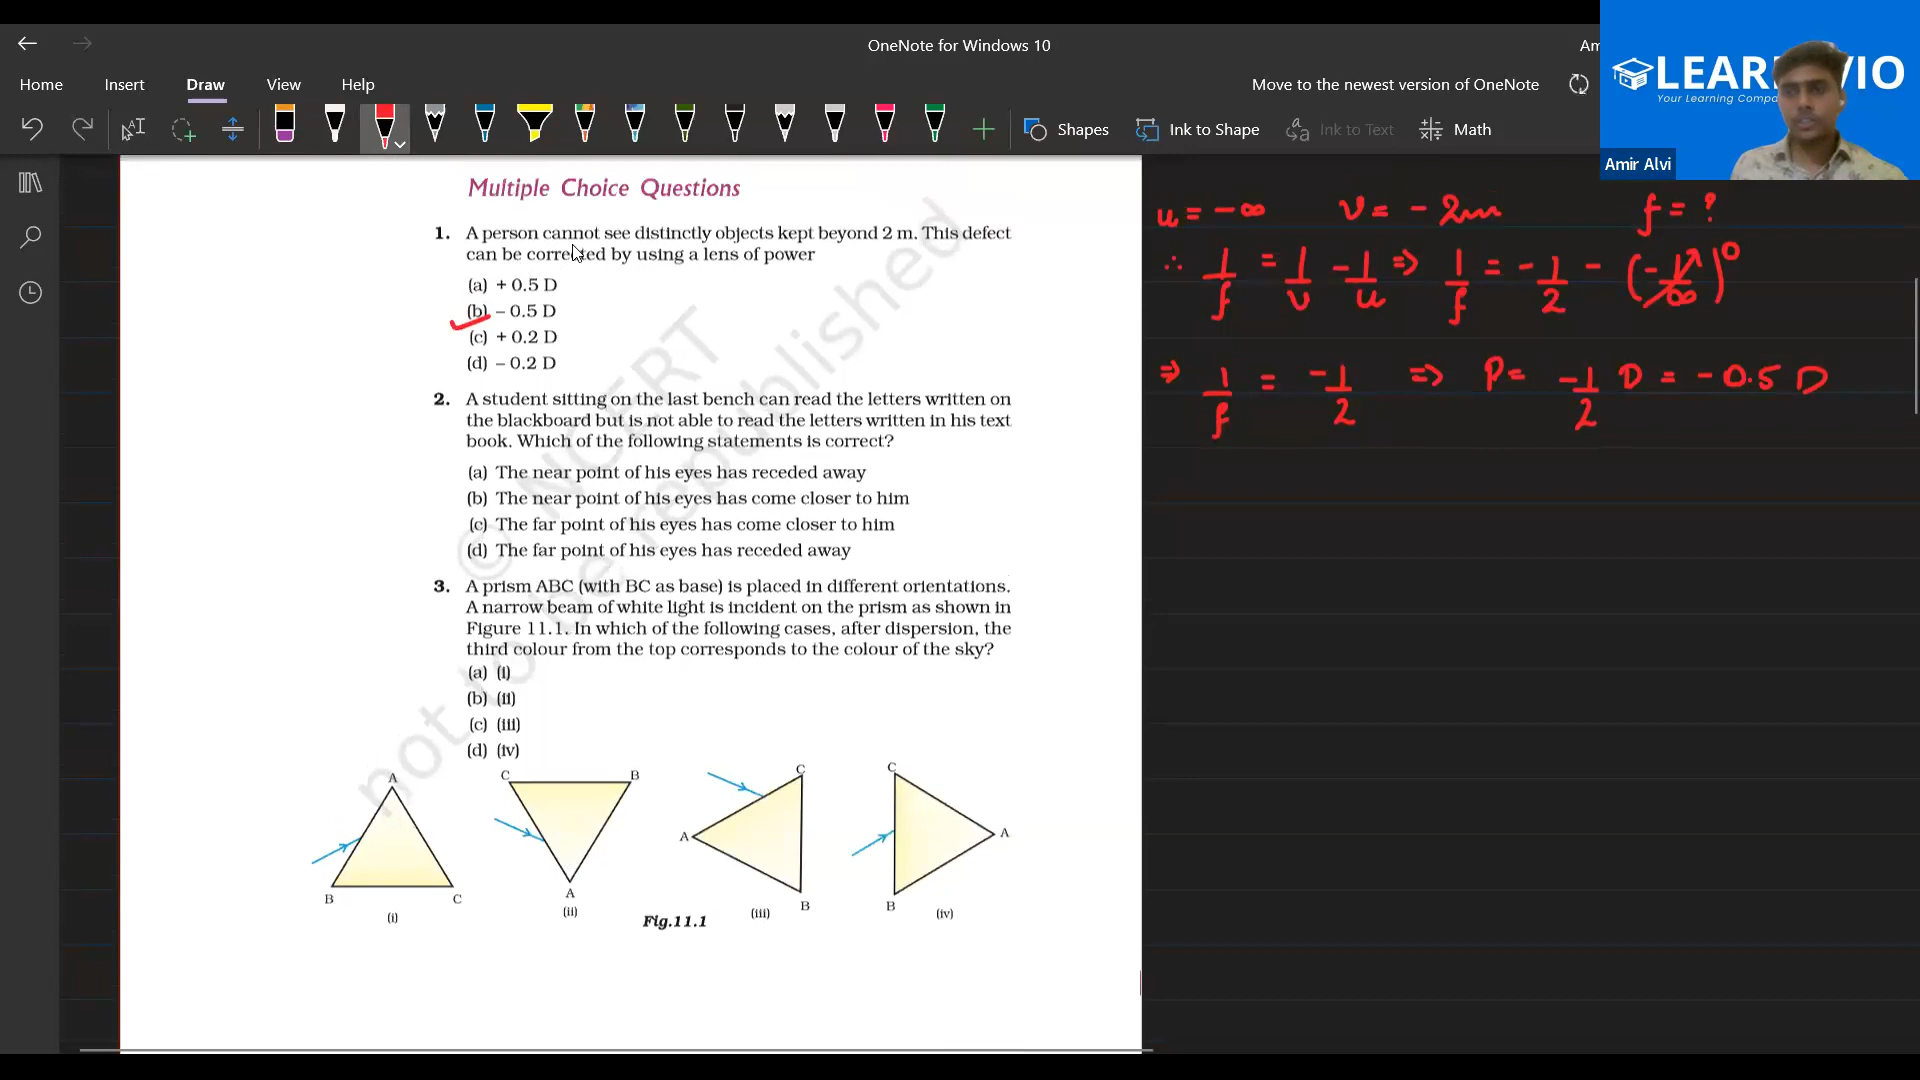 OneNote for Windows 10
Am
LEAR VIO
Your Learning Compa
Amir Alvi
Home Insert Draw View Help
Move to the newest version of OneNote
Shapes Ink to Shape Ink to Text Math
Multiple Choice Questions
1. A person cannot see distinctly objects kept beyond 2 m. This defect
can be corrected by using a lens of power
(a) + 0.5 D
(b) – 0.5 D
(c) + 0.2 D
(d) – 0.2 D
2. A student sitting on the last bench can read the letters written on
the blackboard but is not able to read the letters written in his text
book. Which of the following statements is correct?
(a) The near point of his eyes has receded away
(b) The near point of his eyes has come closer to him
(c) The far point of his eyes has come closer to him
(d) The far point of his eyes has receded away
3. A prism ABC (with BC as base) is placed in different orientations.
A narrow beam of white light is incident on the prism as shown in
Figure 11.1. In which of the following cases, after dispersion, the
third colour from the top corresponds to the colour of the sky?
(a) (i)
(b) (ii)
(c) (iii)
(d) (iv)
A B C (i)
C B A (ii)
C A B (iii)
C A B (iv)
Fig.11.1
© NCERT
not to be republished
u = -∞ v = - 2m f = ?
∴ 1/f = 1/v - 1/u ⇒ 1/f = -1/2 - (-1/∞)0
⇒ 1/f = -1/2 ⇒ P = -1/2 D = - 0.5 D